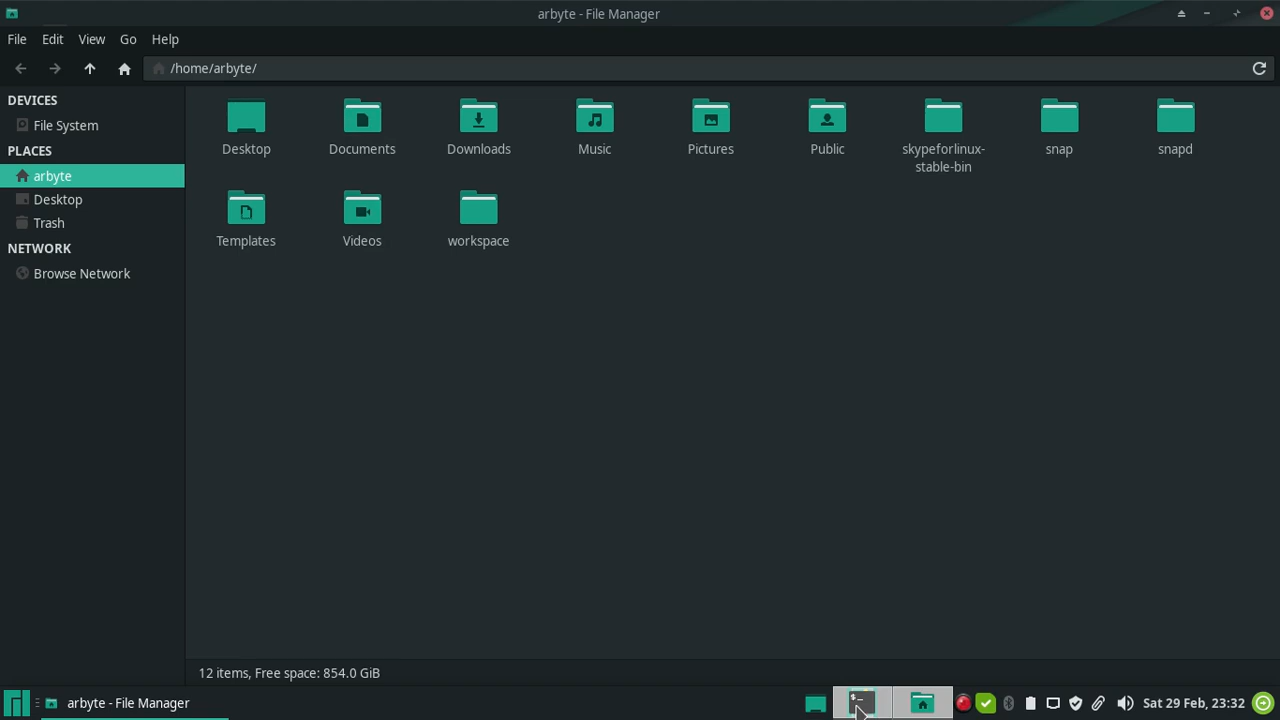 arbyte - File Manager
File Edit View Go Help
/home/arbyte/
DEVICES
File System
PLACES
arbyte
Desktop
Trash
NETWORK
Browse Network
Desktop Documents Downloads Music Pictures Public skypeforlinux-
stable-bin snap snapd
Templates Videos workspace
12 items, Free space: 854.0 GiB
arbyte - File Manager $_ Sat 29 Feb, 23:32